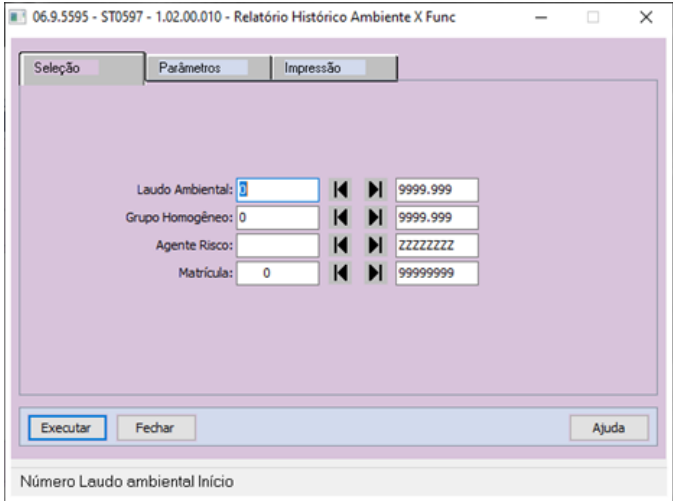 06.9.5595 - ST0597 - 1.02.00.010 - Relatório Histórico Ambiente X Func
Seleção Parâmetros Impressão
Laudo Ambiental: 0 9999.999
Grupo Homogêneo: 0 9999.999
Agente Risco: ZZZZZZZZ
Matrícula: 0 99999999
Executar Fechar Ajuda
Número Laudo ambiental Início